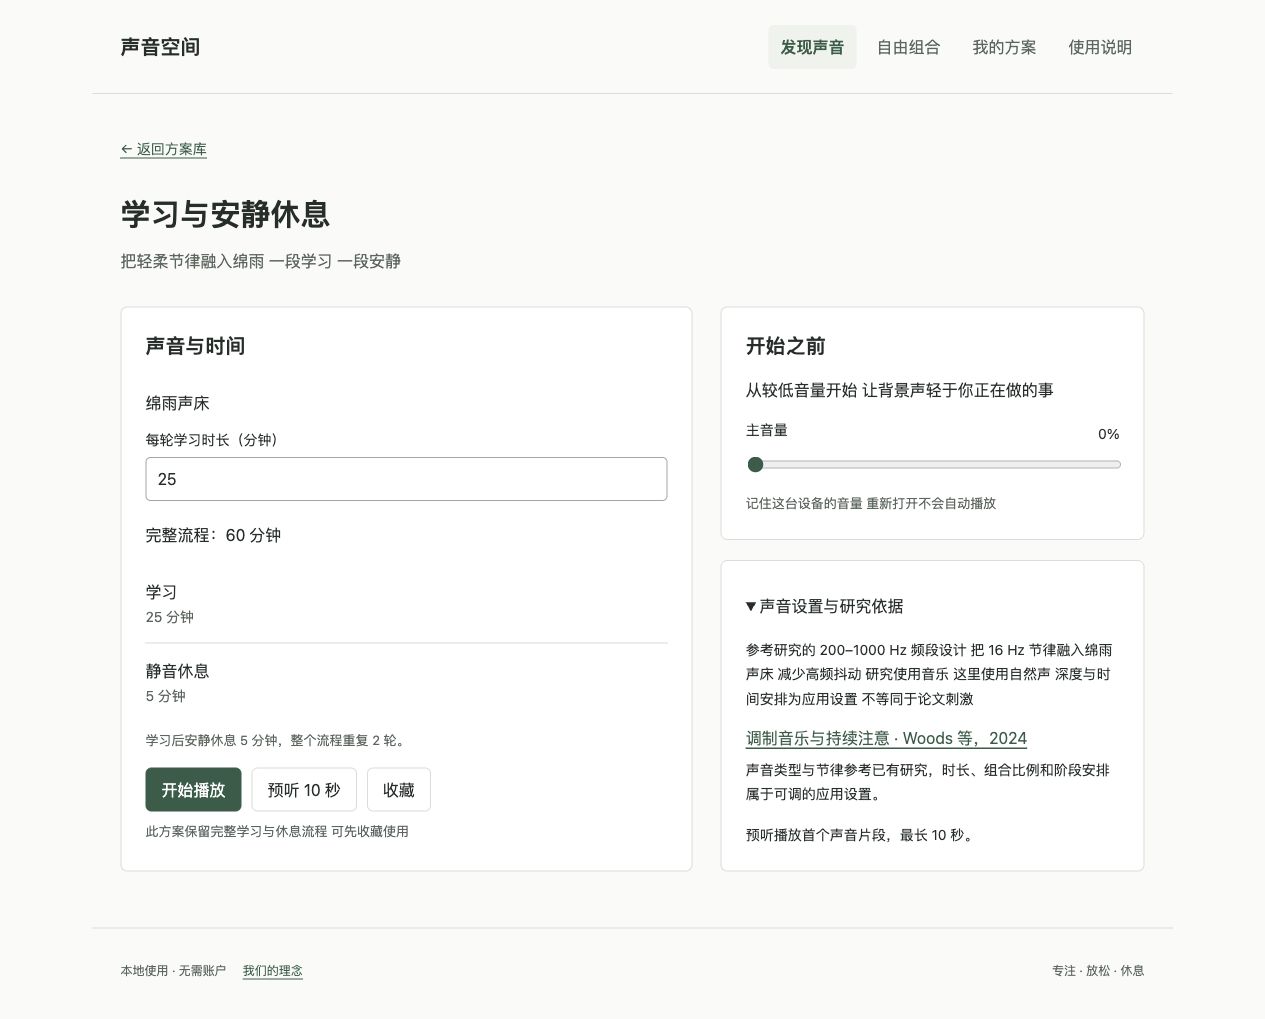 声音空间
发现声音
自由组合
我的方案
使用说明
← 返回方案库
学习与安静休息
把轻柔节律融入绵雨 一段学习 一段安静
声音与时间
绵雨声床
每轮学习时长（分钟）
25
完整流程：60 分钟
学习
25 分钟
静音休息
5 分钟
学习后安静休息 5 分钟，整个流程重复 2 轮。
开始播放
预听 10 秒
收藏
此方案保留完整学习与休息流程 可先收藏使用
开始之前
从较低音量开始 让背景声轻于你正在做的事
主音量
0%
记住这台设备的音量 重新打开不会自动播放
▼声音设置与研究依据
参考研究的 200–1000 Hz 频段设计 把 16 Hz 节律融入绵雨
声床 减少高频抖动 研究使用音乐 这里使用自然声 深度与时
间安排为应用设置 不等同于论文刺激
调制音乐与持续注意 · Woods 等，2024
声音类型与节律参考已有研究，时长、组合比例和阶段安排
属于可调的应用设置。
预听播放首个声音片段，最长 10 秒。
本地使用 · 无需账户
我们的理念
专注 · 放松 · 休息